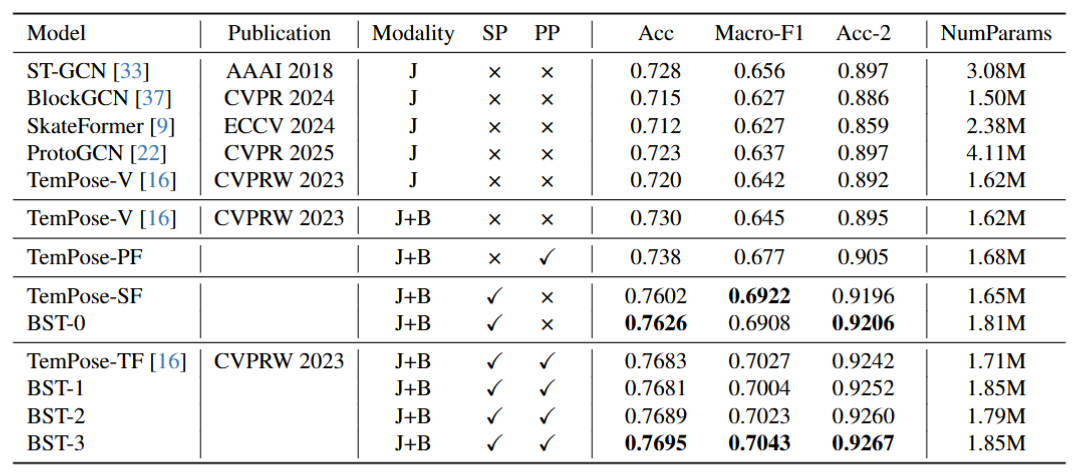 Model Publication Modality SP PP Acc Macro-F1 Acc-2 NumParams
ST-GCN [33] AAAI 2018 J × × 0.728 0.656 0.897 3.08M
BlockGCN [37] CVPR 2024 J × × 0.715 0.627 0.886 1.50M
SkateFormer [9] ECCV 2024 J × × 0.712 0.627 0.859 2.38M
ProtoGCN [22] CVPR 2025 J × × 0.723 0.637 0.897 4.11M
TemPose-V [16] CVPRW 2023 J × × 0.720 0.642 0.892 1.62M
TemPose-V [16] CVPRW 2023 J+B × × 0.730 0.645 0.895 1.62M
TemPose-PF J+B × ✓ 0.738 0.677 0.905 1.68M
TemPose-SF J+B ✓ × 0.7602 0.6922 0.9196 1.65M
BST-0 J+B ✓ × 0.7626 0.6908 0.9206 1.81M
TemPose-TF [16] CVPRW 2023 J+B ✓ ✓ 0.7683 0.7027 0.9242 1.71M
BST-1 J+B ✓ ✓ 0.7681 0.7004 0.9252 1.85M
BST-2 J+B ✓ ✓ 0.7689 0.7023 0.9260 1.79M
BST-3 J+B ✓ ✓ 0.7695 0.7043 0.9267 1.85M